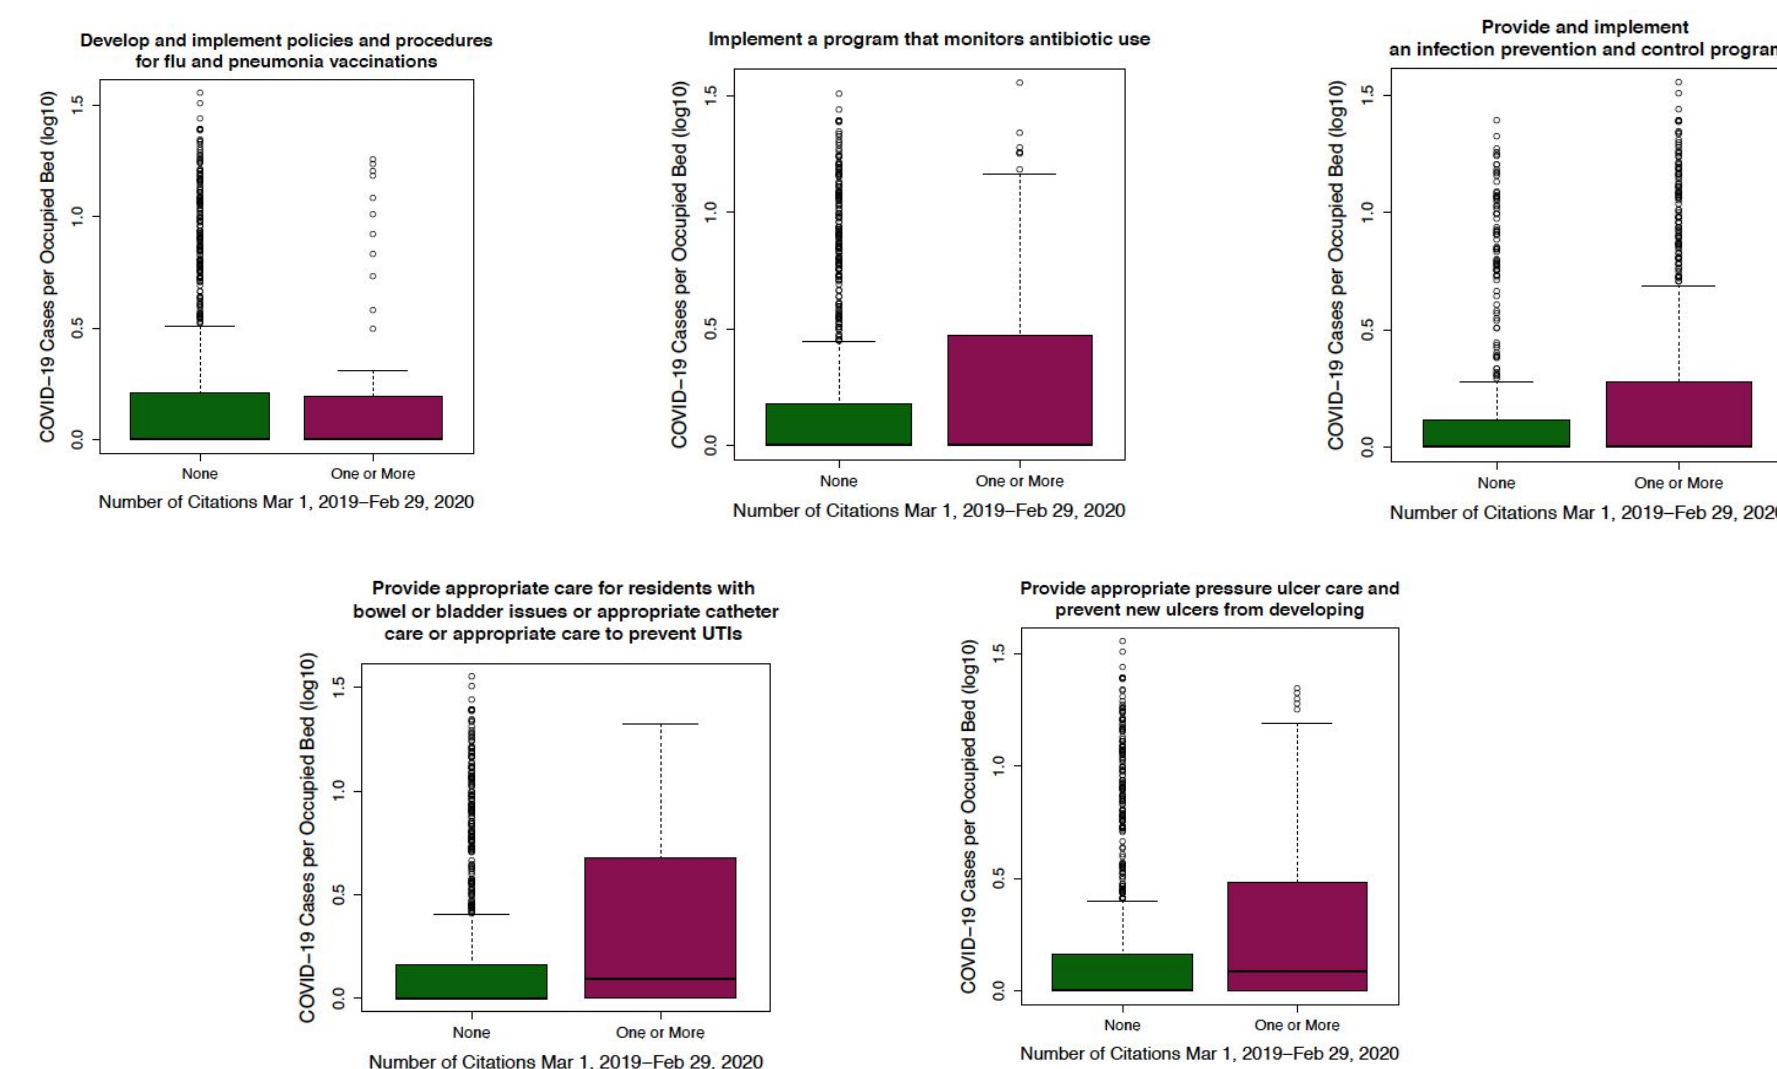 Develop and implement policies and procedures
for flu and pneumonia vaccinations
COVID−19 Cases per Occupied Bed (log10)
1.5
1.0
0.5
0.0
None
One or More
Number of Citations Mar 1, 2019−Feb 29, 2020
Implement a program that monitors antibiotic use
COVID−19 Cases per Occupied Bed (log10)
1.5
1.0
0.5
0.0
None
One or More
Number of Citations Mar 1, 2019−Feb 29, 2020
Provide and implement
an infection prevention and control program
COVID−19 Cases per Occupied Bed (log10)
1.5
1.0
0.5
0.0
None
One or More
Number of Citations Mar 1, 2019−Feb 29, 2020
Provide appropriate care for residents with
bowel or bladder issues or appropriate catheter
care or appropriate care to prevent UTIs
COVID−19 Cases per Occupied Bed (log10)
1.5
1.0
0.5
0.0
None
One or More
Number of Citations Mar 1, 2019−Feb 29, 2020
Provide appropriate pressure ulcer care and
prevent new ulcers from developing
COVID−19 Cases per Occupied Bed (log10)
1.5
1.0
0.5
0.0
None
One or More
Number of Citations Mar 1, 2019−Feb 29, 2020